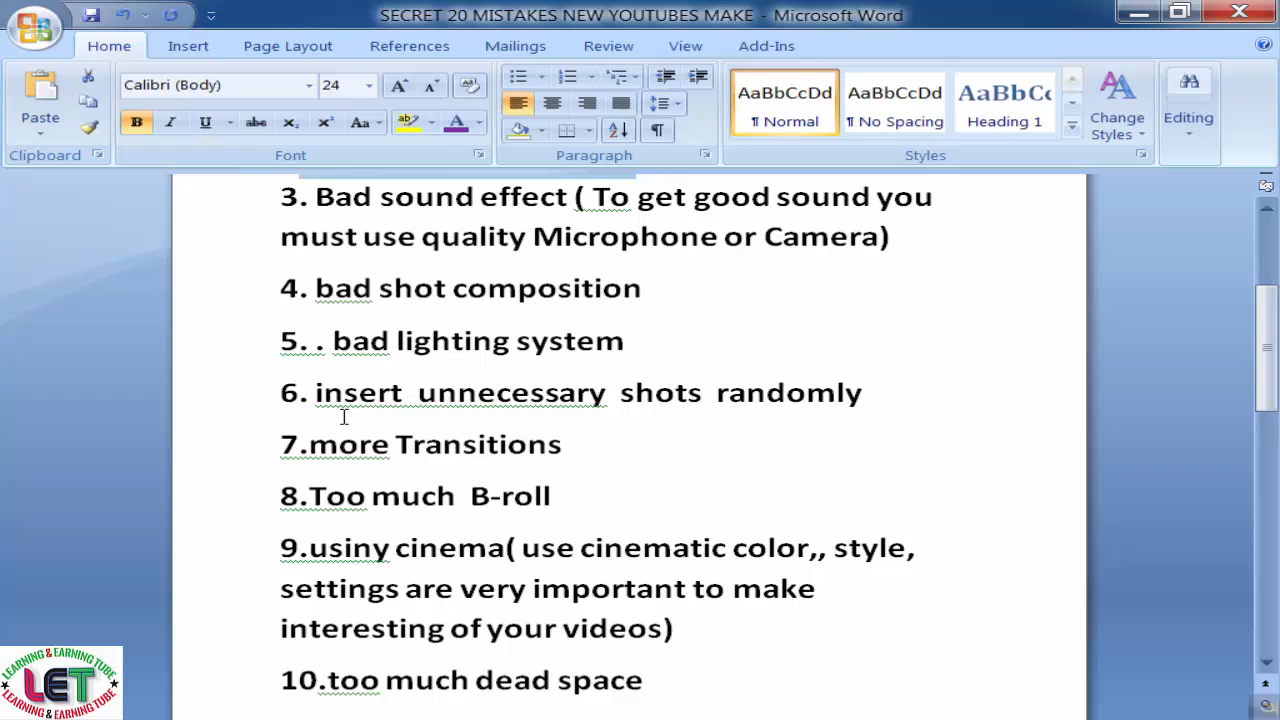 SECRET 20 MISTAKES NEW YOUTUBES MAKE - Microsoft Word
Home Insert Page Layout References Mailings Review View Add-Ins
Calibri (Body) 24
Paste
AaBbCcDd AaBbCcDd AaBbCc
¶ Normal ¶ No Spacing Heading 1
Change Styles
Editing
Clipboard Font Paragraph Styles
3. Bad sound effect ( To get good sound you
must use quality Microphone or Camera)
4. bad shot composition
5. . bad lighting system
6. insert unnecessary shots randomly
7.more Transitions
8.Too much B-roll
9.usiny cinema( use cinematic color,, style,
settings are very important to make
interesting of your videos)
10.too much dead space
LEARNING & EARNING TUBE
LET
LEARNING & EARNING TUBE